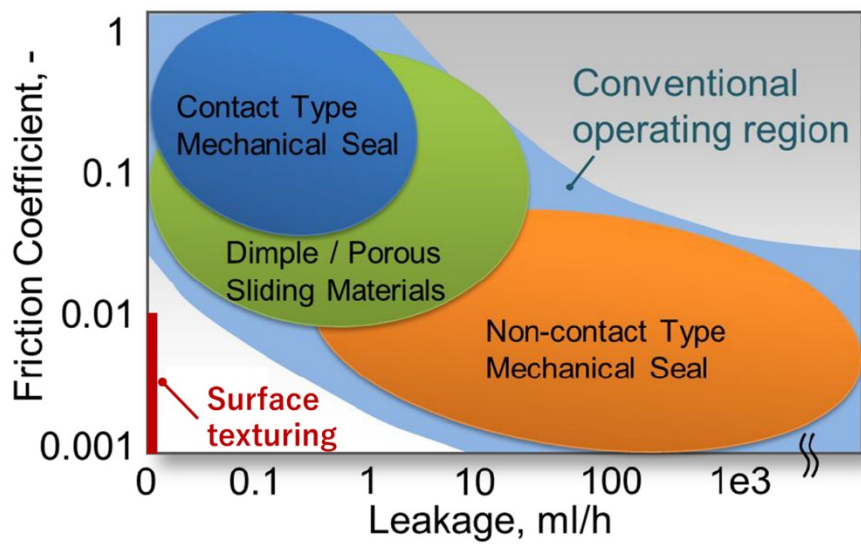 Friction Coefficient, -
1
0.1
0.01
0.001
Contact Type
Mechanical Seal
Dimple / Porous
Sliding Materials
Conventional
operating region
Non-contact Type
Mechanical Seal
Surface
texturing
0 0.1 1 10 100 1e3
Leakage, ml/h